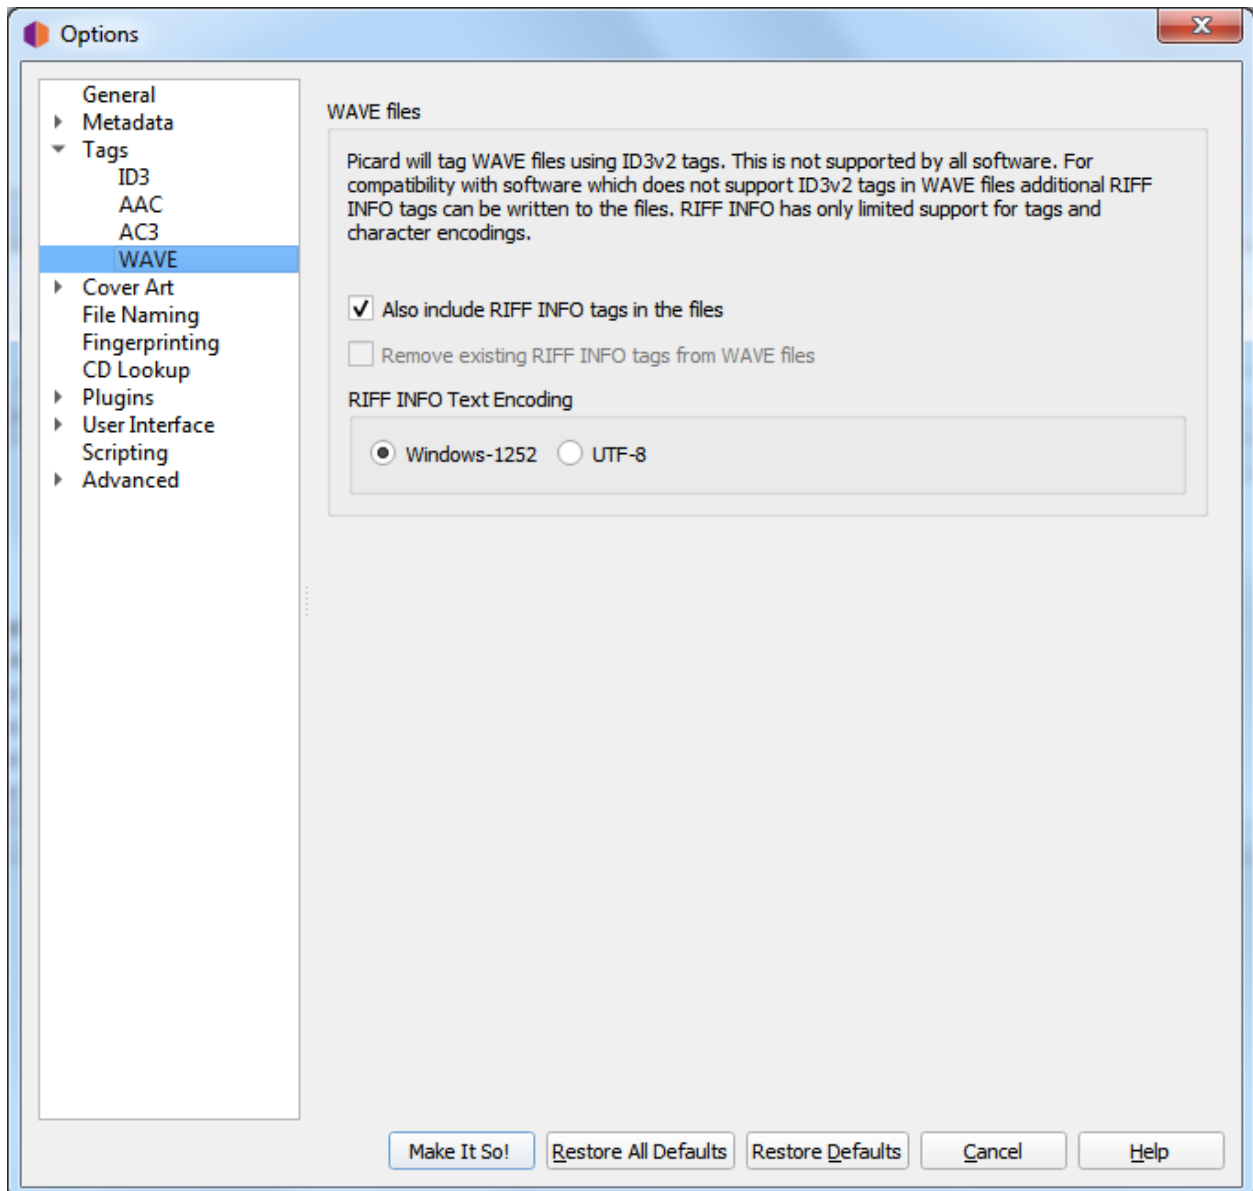 Options
General
Metadata
Tags
ID3
AAC
AC3
WAVE
Cover Art
File Naming
Fingerprinting
CD Lookup
Plugins
User Interface
Scripting
Advanced
WAVE files
Picard will tag WAVE files using ID3v2 tags. This is not supported by all software. For
compatibility with software which does not support ID3v2 tags in WAVE files additional RIFF
INFO tags can be written to the files. RIFF INFO has only limited support for tags and
character encodings.
Also include RIFF INFO tags in the files
Remove existing RIFF INFO tags from WAVE files
RIFF INFO Text Encoding
Windows-1252 UTF-8
Make It So! Restore All Defaults Restore Defaults Cancel Help